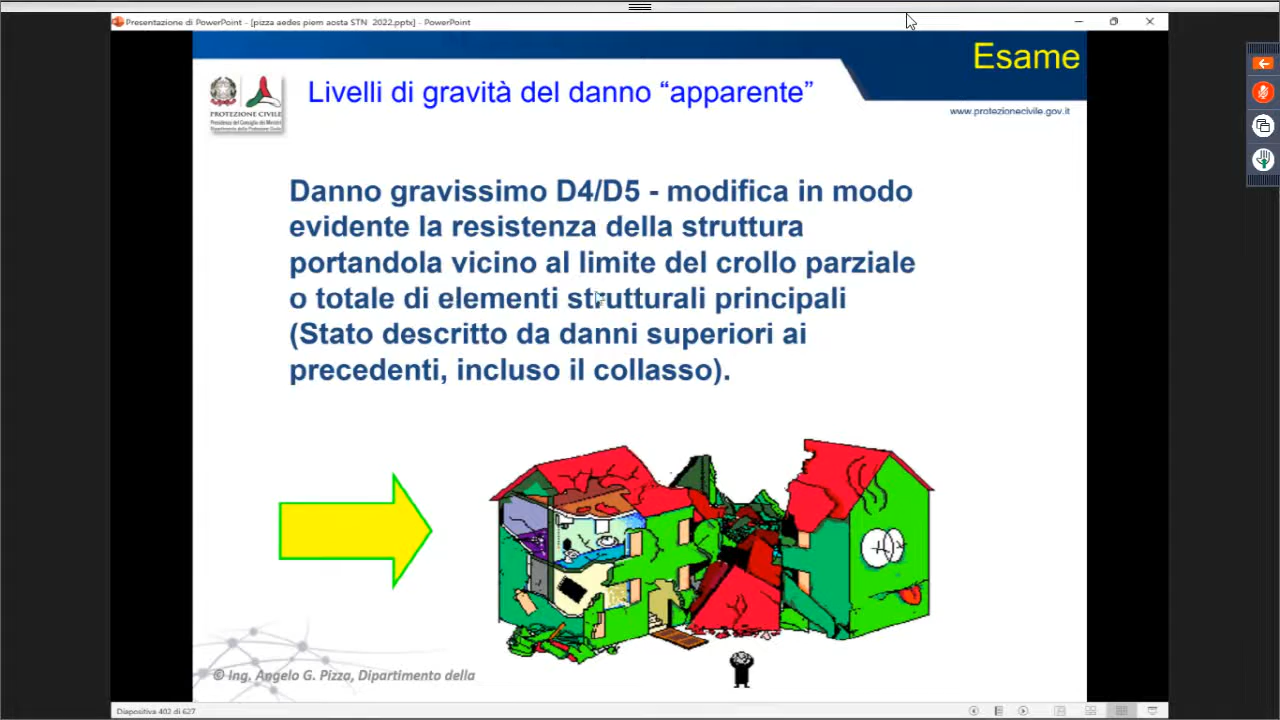 Presentazione di PowerPoint - [pizza aedes piem aosta STN_2022.pptx] - PowerPoint
Esame
Livelli di gravità del danno “apparente”
PROTEZIONE CIVILE
Presidenza del Consiglio dei Ministri
Dipartimento della Protezione Civile
www.protezionecivile.gov.it
Danno gravissimo D4/D5 - modifica in modo
evidente la resistenza della struttura
portandola vicino al limite del crollo parziale
o totale di elementi strutturali principali
(Stato descritto da danni superiori ai
precedenti, incluso il collasso).
© Ing. Angelo G. Pizza, Dipartimento della
Diapositiva 402 di 627